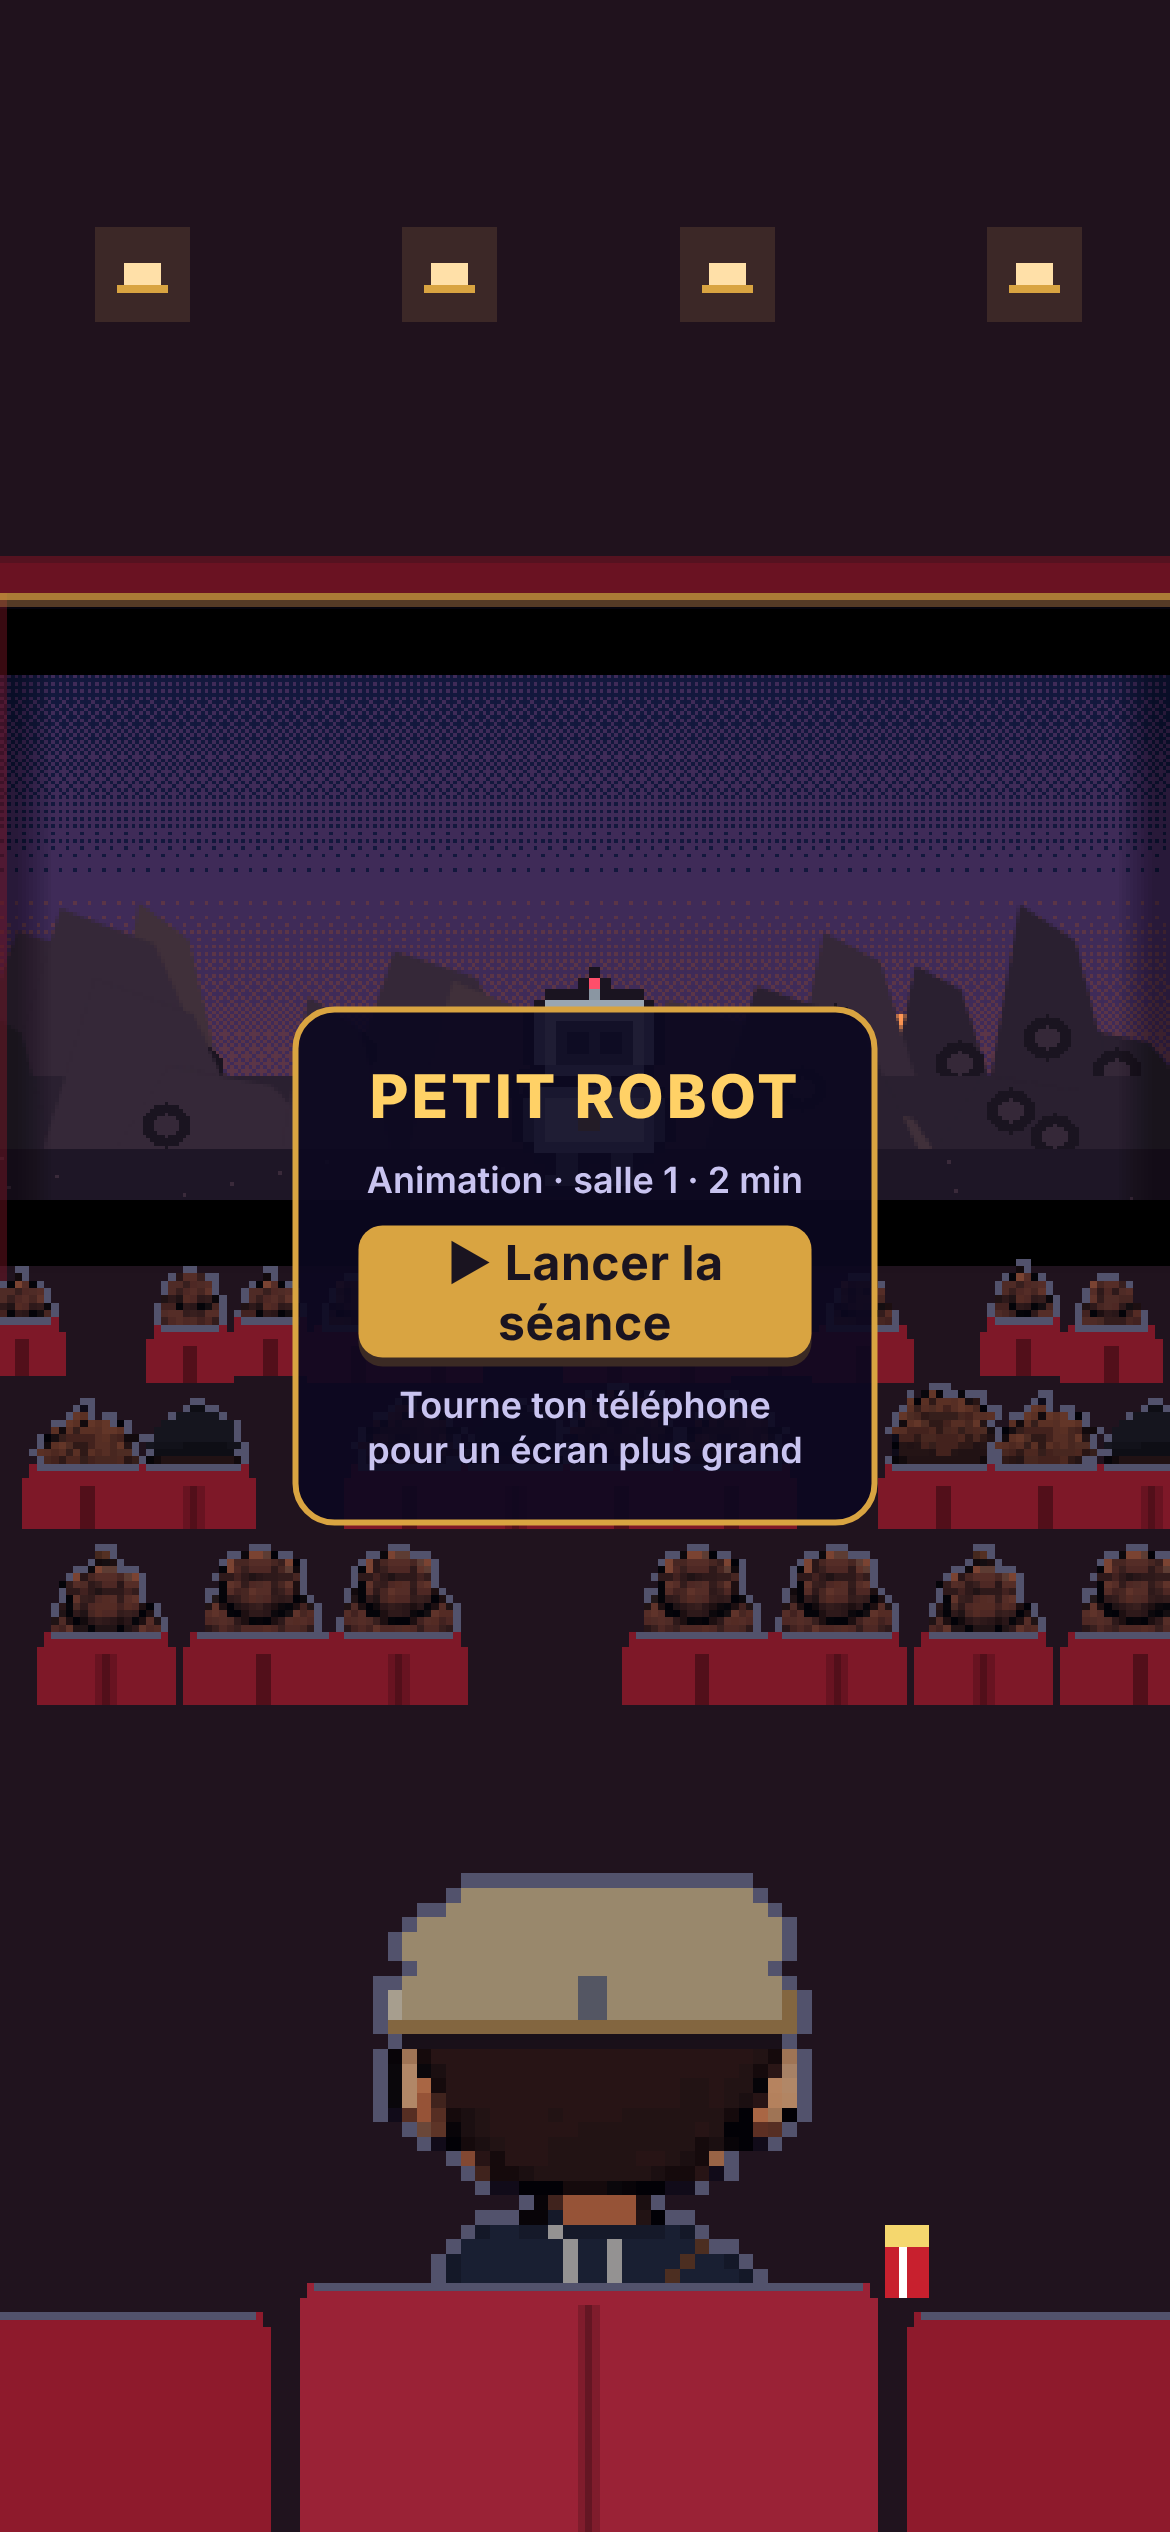 PETIT ROBOT
Animation · salle 1 · 2 min
▶ Lancer la
séance
Tourne ton téléphone
pour un écran plus grand